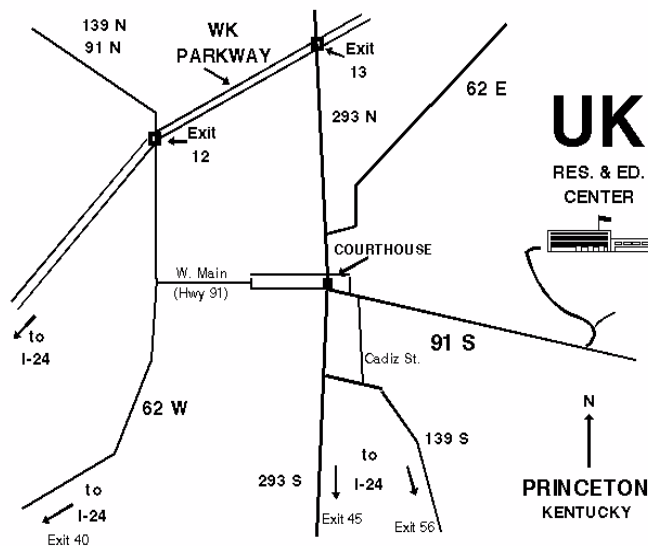 139 N
91 N
WK
PARKWAY
Exit
13
62 E
293 N
Exit
12
UK
RES. & ED.
CENTER
COURTHOUSE
W. Main
(Hwy 91)
91 S
to
I-24
Cadiz St.
62 W
N
139 S
to
I-24
293 S
to
I-24
Exit 40
Exit 45
Exit 56
PRINCETON
KENTUCKY